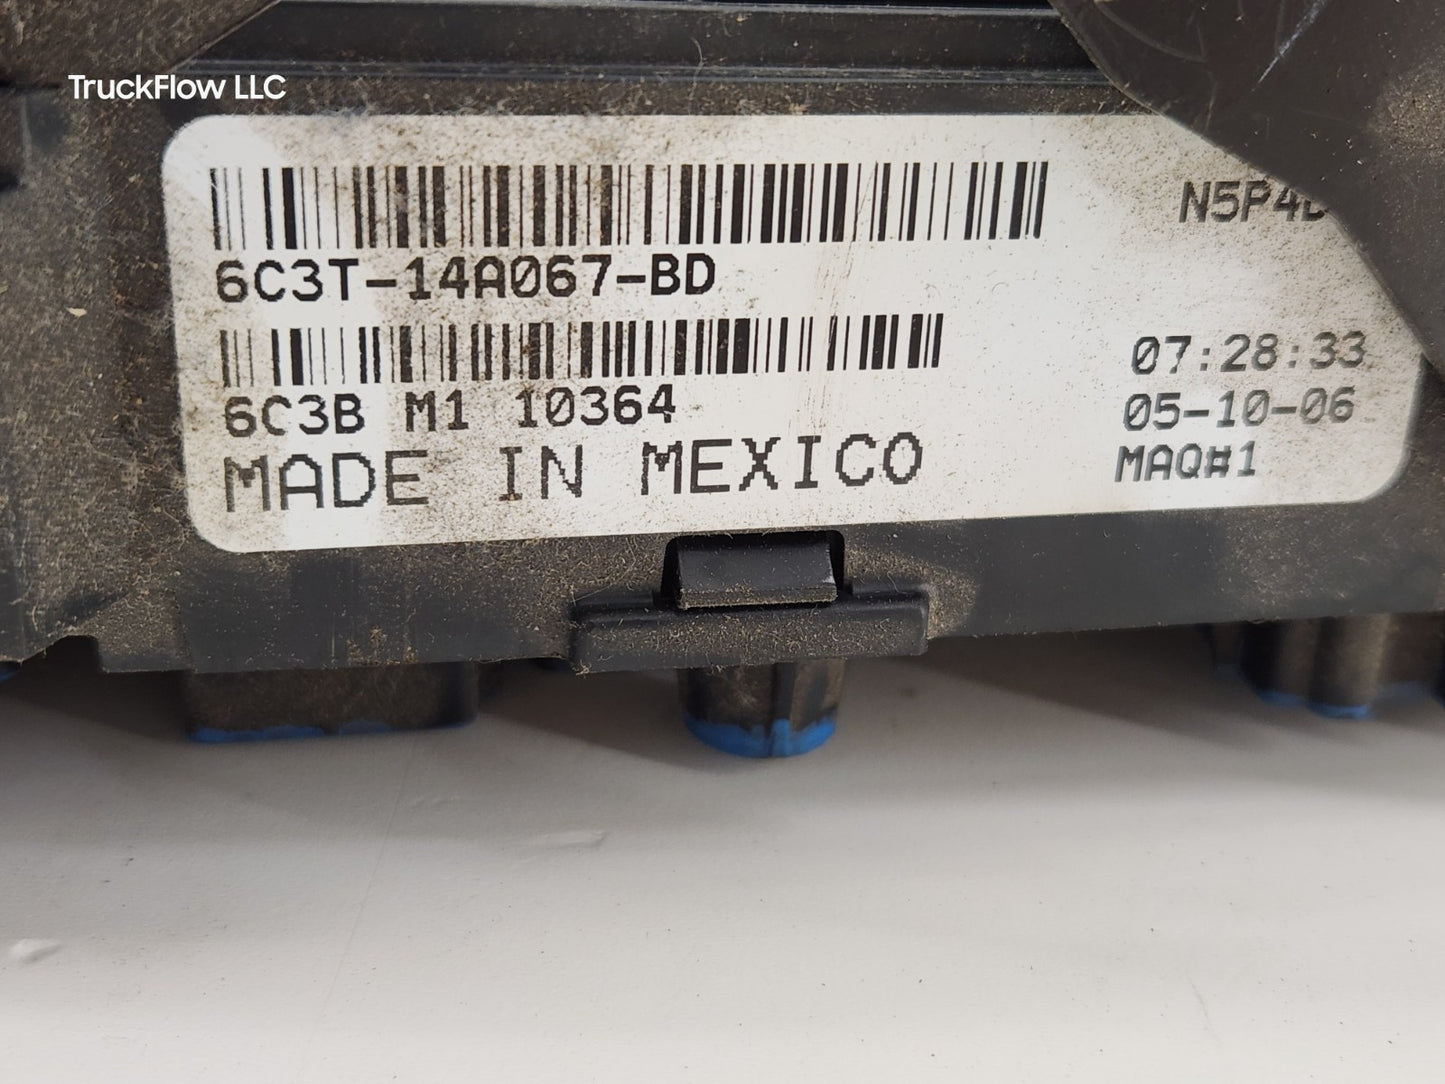 TruckFlow LLC
6C3T-14A067-BD
6C3B M1 10364
MADE IN MEXICO
07:28:33
05-10-06
MAQ#1